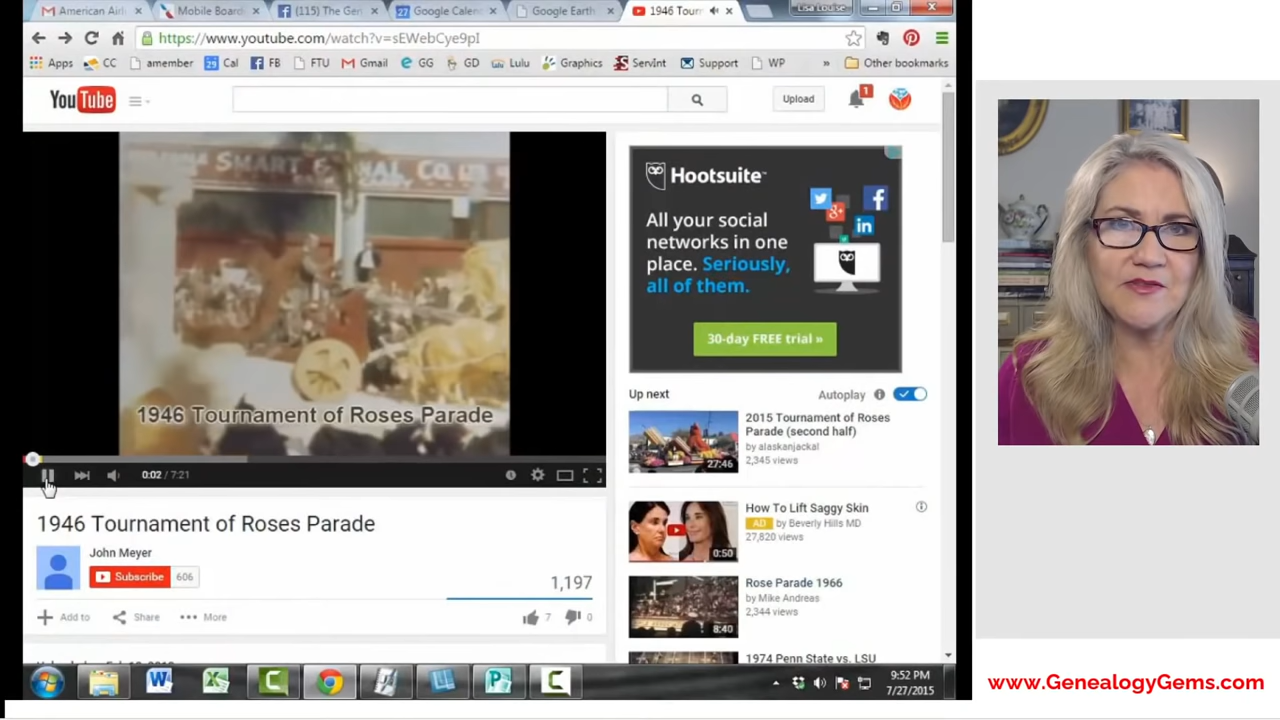 American Airli
Mobile Board
(115) The Gen
Google Calen
Google Earth
1946 Tourn
Lisa Louise
https://www.youtube.com/watch?v=sEWebCye9pI
Apps
CC
amember
Cal
FB
FTU
Gmail
GG
GD
Lulu
Graphics
ServInt
Support
WP
»
Other bookmarks
YouTube
Upload
1
SMART &
CO
1946 Tournament of Roses Parade
0:02 / 7:21
1946 Tournament of Roses Parade
John Meyer
Subscribe 606
1,197
Add to
Share
More
7
0
Hootsuite™
All your social
networks in one
place. Seriously,
all of them.
30-day FREE trial »
Up next
Autoplay
2015 Tournament of Roses
Parade (second half)
by alaskanjackal
2,345 views
27:46
How To Lift Saggy Skin
AD by Beverly Hills MD
27,820 views
0:50
Rose Parade 1966
by Mike Andreas
2,344 views
8:40
1974 Penn State vs. LSU
9:52 PM
7/27/2015
www.GenealogyGems.com